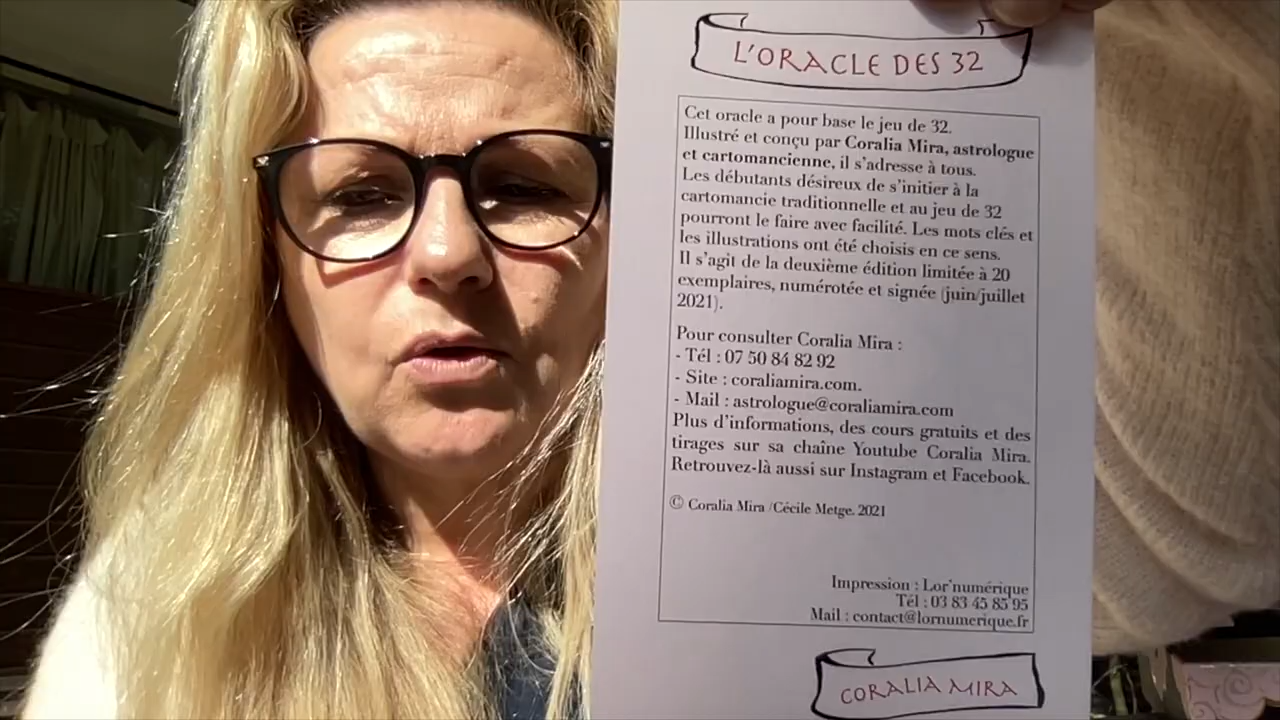 L'ORACLE DES 32
Cet oracle a pour base le jeu de 32.
Illustré et conçu par Coralia Mira, astrologue
et cartomancienne, il s'adresse à tous.
Les débutants désireux de s'initier à la
cartomancie traditionnelle et au jeu de 32
pourront le faire avec facilité. Les mots clés et
les illustrations ont été choisis en ce sens.
Il s'agit de la deuxième édition limitée à 20
exemplaires, numérotée et signée (juin/juillet
2021).
Pour consulter Coralia Mira :
- Tél : 07 50 84 82 92
- Site : coraliamira.com.
- Mail : astrologue@coraliamira.com
Plus d'informations, des cours gratuits et des
tirages sur sa chaîne Youtube Coralia Mira.
Retrouvez-là aussi sur Instagram et Facebook.
© Coralia Mira /Cécile Metge. 2021
Impression : Lor'numérique
Tél : 03 83 45 85 95
Mail : contact@lornumerique.fr
CORALIA MIRA